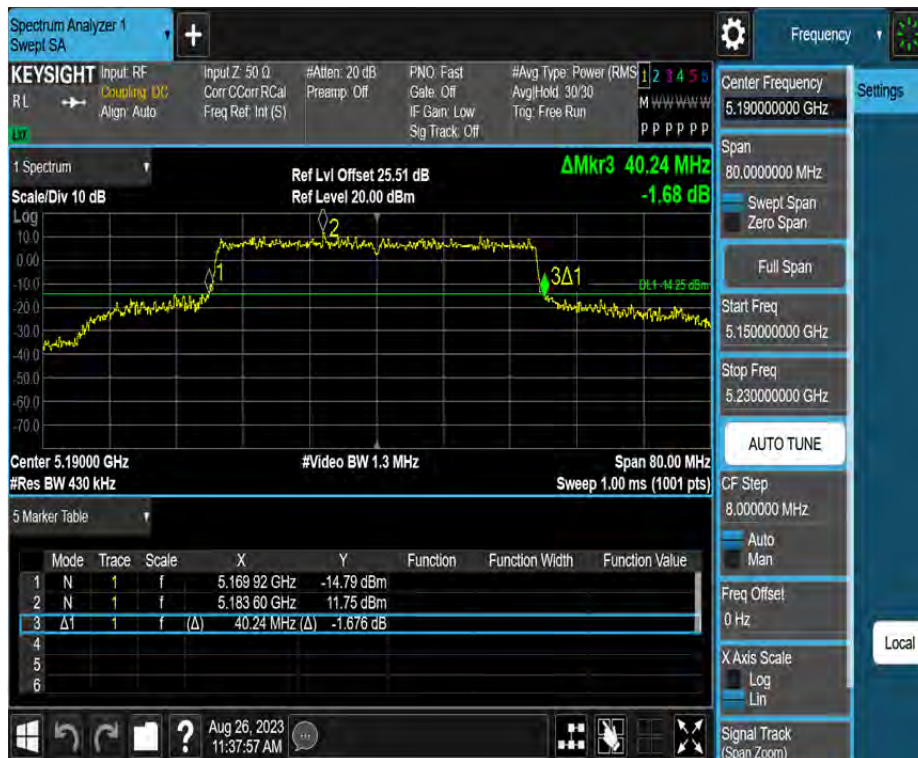 Spectrum Analyzer 1
Swept SA
+
Frequency
KEYSIGHT
RL
LXI
Input: RF
Coupling: DC
Align: Auto
Input Z: 50 Ω
Corr CCorr RCal
Freq Ref: Int (S)
#Atten: 20 dB
Preamp: Off
PNO: Fast
Gate: Off
IF Gain: Low
Sig Track: Off
#Avg Type: Power (RMS
Avg|Hold: 30/30
Trig: Free Run
1 2 3 4 5 6
M W W W W W
P P P P P P
1 Spectrum
Scale/Div 10 dB
Ref Lvl Offset 25.51 dB
Ref Level 20.00 dBm
ΔMkr3 40.24 MHz
-1.68 dB
Log
10.0
0.00
-10.0
-20.0
-30.0
-40.0
-50.0
-60.0
-70.0
1
2
3Δ1
DL1 -14.25 dBm
Center 5.19000 GHz
#Video BW 1.3 MHz
Span 80.00 MHz
#Res BW 430 kHz
Sweep 1.00 ms (1001 pts)
5 Marker Table
Mode Trace Scale X Y Function Function Width Function Value
1 N 1 f 5.169 92 GHz -14.79 dBm
2 N 1 f 5.183 60 GHz 11.75 dBm
3 Δ1 1 f (Δ) 40.24 MHz (Δ) -1.676 dB
4
5
6
?
Aug 26, 2023
11:37:57 AM
Center Frequency
5.190000000 GHz
Span
80.0000000 MHz
Swept Span
Zero Span
Full Span
Start Freq
5.150000000 GHz
Stop Freq
5.230000000 GHz
AUTO TUNE
CF Step
8.000000 MHz
Auto
Man
Freq Offset
0 Hz
X Axis Scale
Log
Lin
Signal Track
(Span Zoom)
Settings
Local